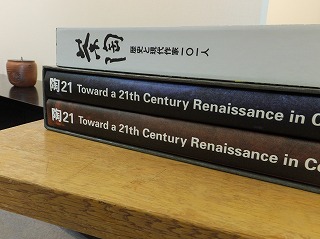 歴史と現代作家一〇一人
陶21 Toward a 21th Century Renaissance in C
陶21 Toward a 21th Century Renaissance in Ce